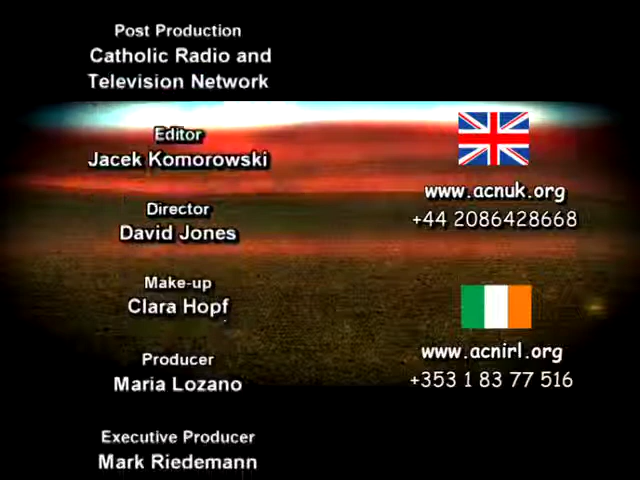 Post Production
Catholic Radio and
Television Network
Editor
Jacek Komorowski
Director
David Jones
Make-up
Clara Hopf
Producer
Maria Lozano
Executive Producer
Mark Riedemann
www.acnuk.org
+44 2086428668
www.acnirl.org
+353 1 83 77 516